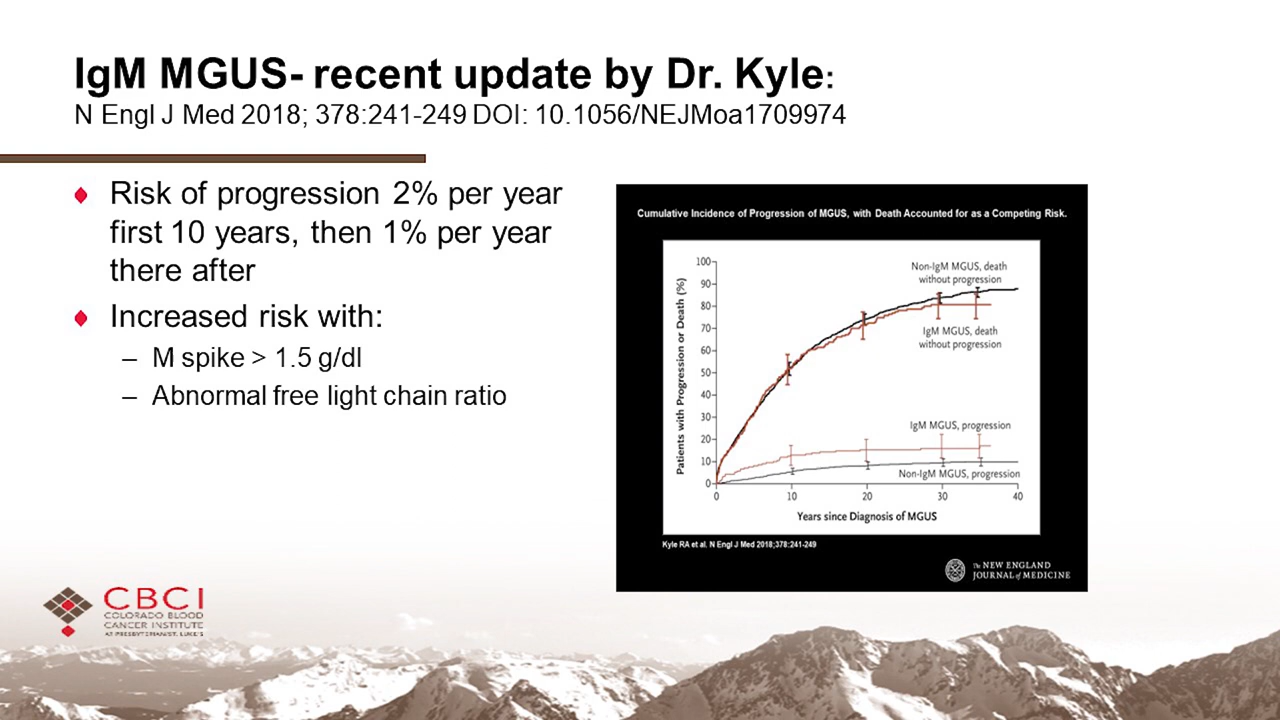 IgM MGUS- recent update by Dr. Kyle:
N Engl J Med 2018; 378:241-249 DOI: 10.1056/NEJMoa1709974
Risk of progression 2% per year
first 10 years, then 1% per year
there after
Increased risk with:
– M spike > 1.5 g/dl
– Abnormal free light chain ratio
Cumulative Incidence of Progression of MGUS, with Death Accounted for as a Competing Risk.
Patients with Progression or Death (%)
100
90
80
70
60
50
40
30
20
10
0
Non-IgM MGUS, death
without progression
IgM MGUS, death
without progression
IgM MGUS, progression
Non-IgM MGUS, progression
0 10 20 30 40
Years since Diagnosis of MGUS
Kyle RA et al. N Engl J Med 2018;378:241-249
The NEW ENGLAND
JOURNAL of MEDICINE
CBCI
COLORADO BLOOD
CANCER INSTITUTE
AT PRESBYTERIAN/ST. LUKE'S